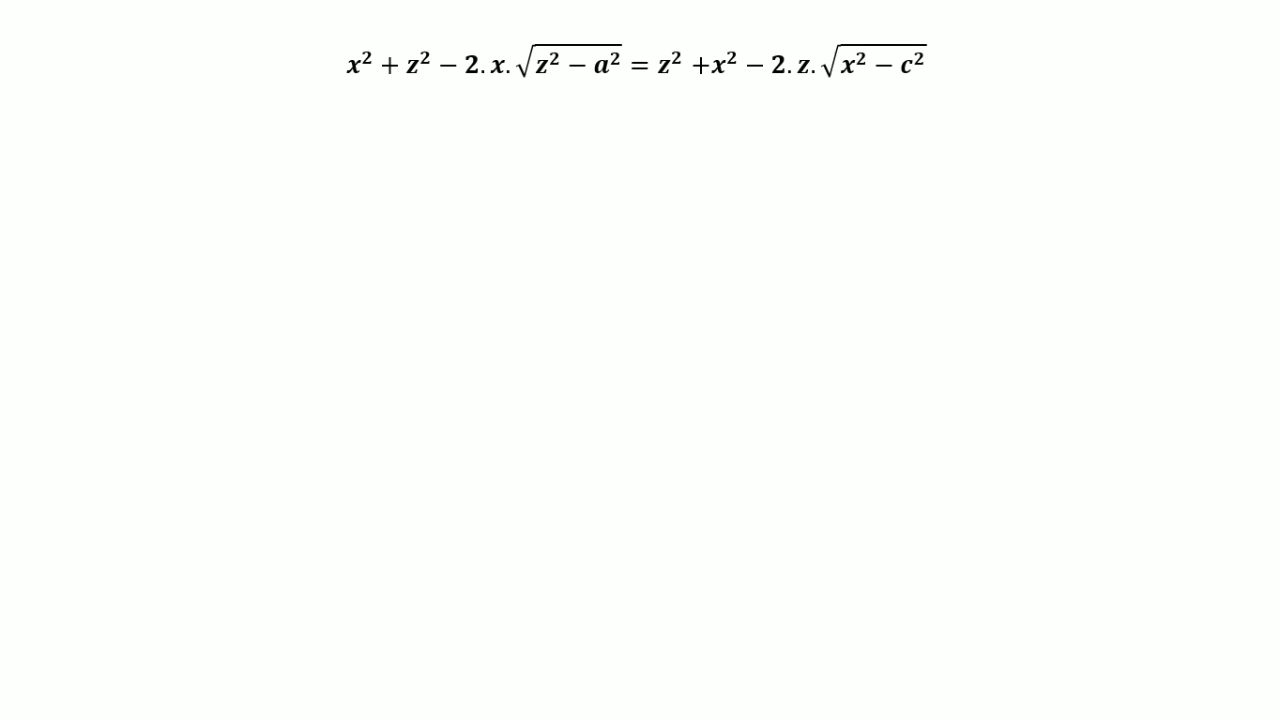 x² + z² − 2. x. √(z² − a²) = z² +x² − 2. z. √(x² − c²)